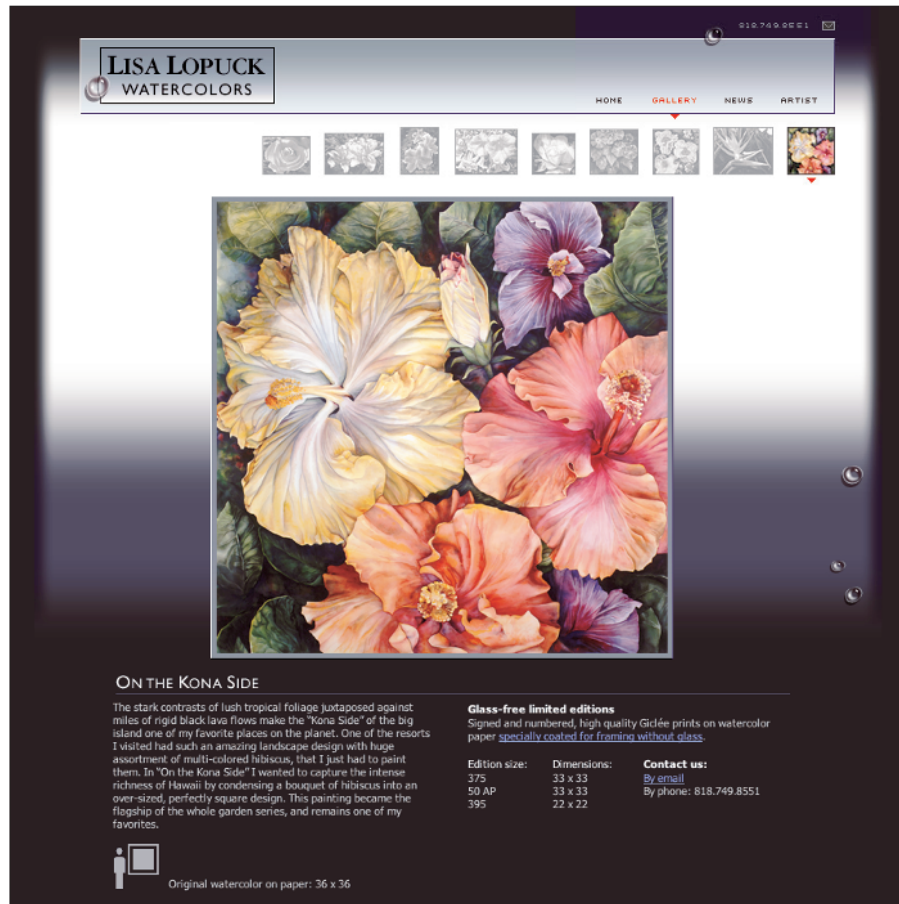 818.749.8551
LISA LOPUCK
WATERCOLORS
HOME GALLERY NEWS ARTIST
ON THE KONA SIDE
The stark contrasts of lush tropical foliage juxtaposed against
miles of rigid black lava flows make the “Kona Side” of the big
island one of my favorite places on the planet. One of the resorts
I visited had such an amazing landscape design with huge
assortment of multi-colored hibiscus, that I just had to paint
them. In “On the Kona Side” I wanted to capture the intense
richness of Hawaii by condensing a bouquet of hibiscus into an
over-sized, perfectly square design. This painting became the
flagship of the whole garden series, and remains one of my
favorites.
Original watercolor on paper: 36 x 36
Glass-free limited editions
Signed and numbered, high quality Giclée prints on watercolor
paper specially coated for framing without glass.
Edition size: Dimensions: Contact us:
375 33 x 33 By email
50 AP 33 x 33 By phone: 818.749.8551
395 22 x 22